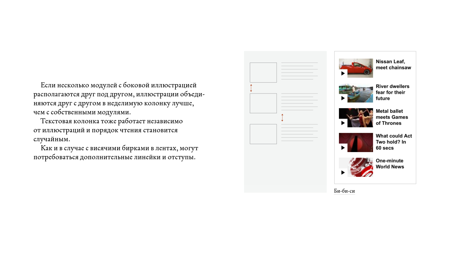 Если несколько модулей с боковой иллюстрацией
располагаются друг под другом, иллюстрации объеди-
няются друг с другом в неделимую колонку лучше,
чем с собственными модулями.
Текстовая колонка тоже работает независимо
от иллюстраций и порядок чтения становится
случайным.
Как и в случае с висячими бирками в лентах, могут
потребоваться дополнительные линейки и отступы.
Nissan Leaf,
meet chainsaw
River dwellers
fear for their
future
Metal ballet
meets Games
of Thrones
What could Act
Two hold? In
60 secs
One-minute
World News
Би-би-си